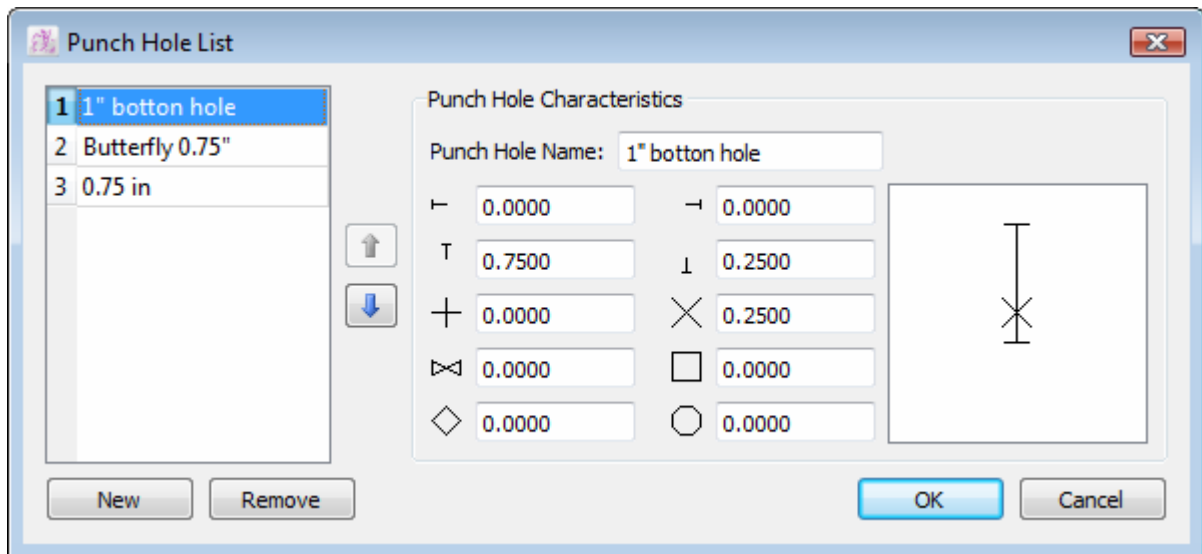 Punch Hole List
1 1" botton hole
2 Butterfly 0.75"
3 0.75 in
New Remove
Punch Hole Characteristics
Punch Hole Name: 1" botton hole
0.0000 0.0000
0.7500 0.2500
0.0000 0.2500
0.0000 0.0000
0.0000 0.0000
OK Cancel